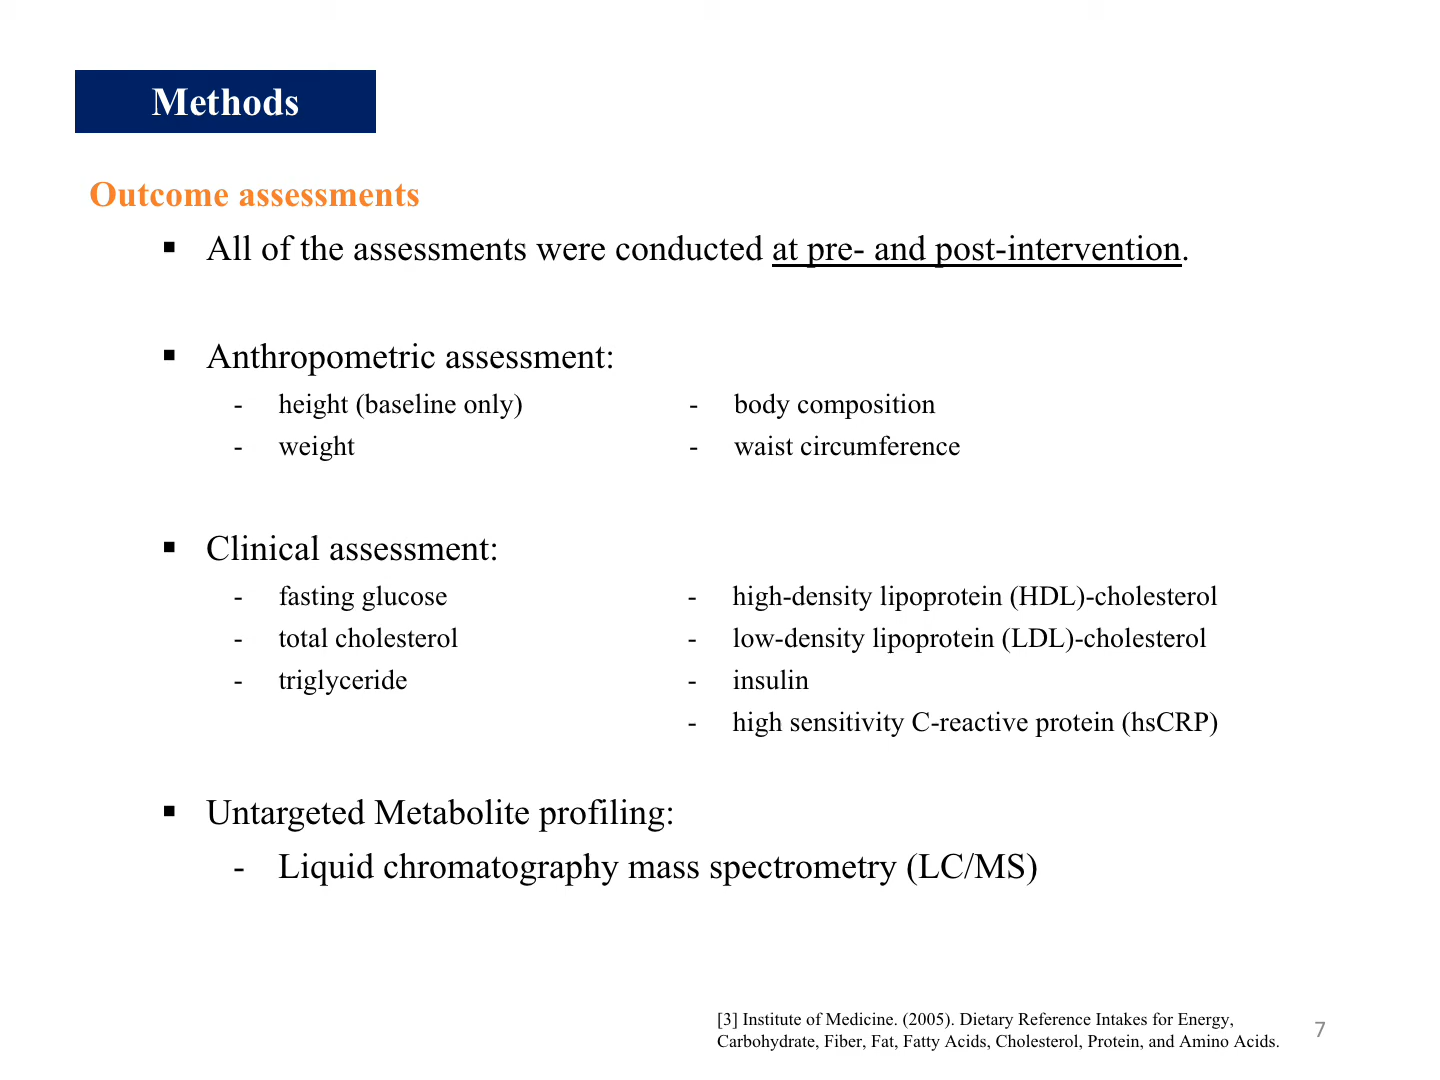 Methods
Outcome assessments
▪ All of the assessments were conducted at pre- and post-intervention.
▪ Anthropometric assessment:
- height (baseline only)
- weight
- body composition
- waist circumference
▪ Clinical assessment:
- fasting glucose
- total cholesterol
- triglyceride
- high-density lipoprotein (HDL)-cholesterol
- low-density lipoprotein (LDL)-cholesterol
- insulin
- high sensitivity C-reactive protein (hsCRP)
▪ Untargeted Metabolite profiling:
- Liquid chromatography mass spectrometry (LC/MS)
[3] Institute of Medicine. (2005). Dietary Reference Intakes for Energy,
Carbohydrate, Fiber, Fat, Fatty Acids, Cholesterol, Protein, and Amino Acids.
7